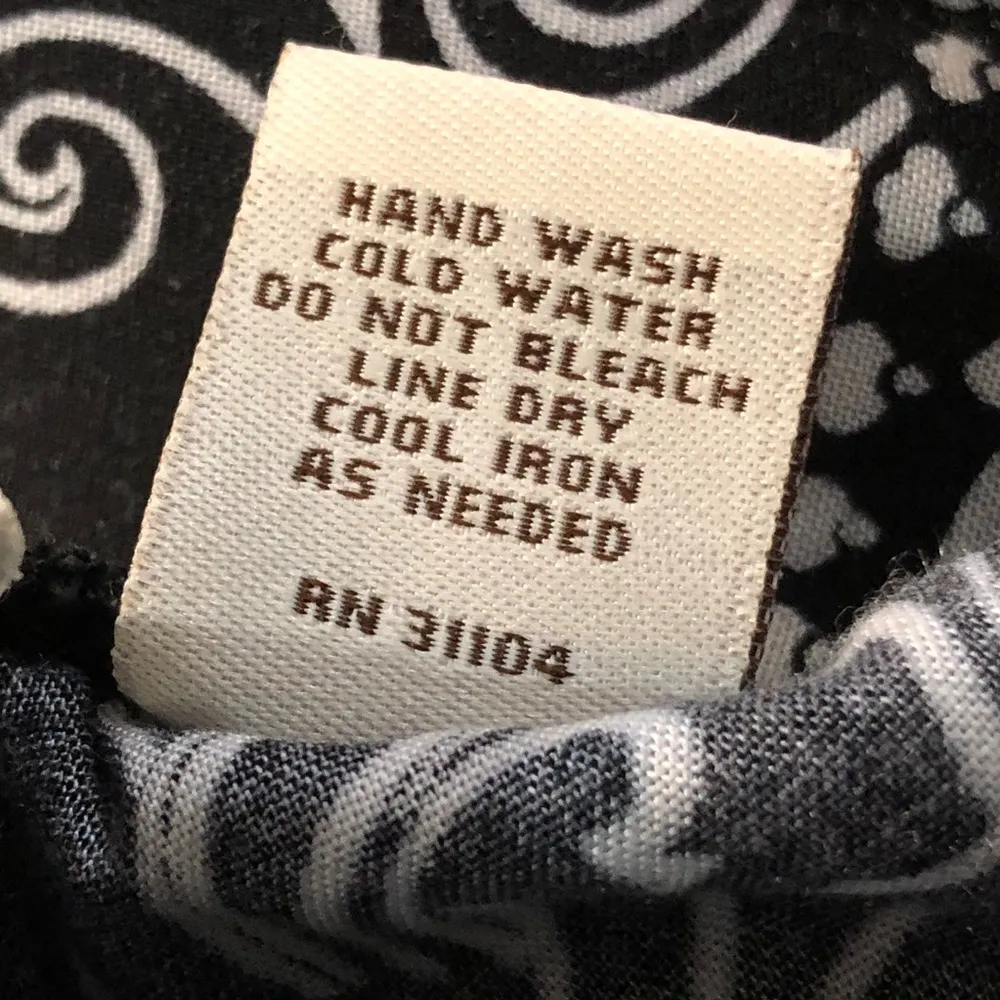 HAND WASH
COLD WATER
DO NOT BLEACH
LINE DRY
COOL IRON
AS NEEDED
RN 31104